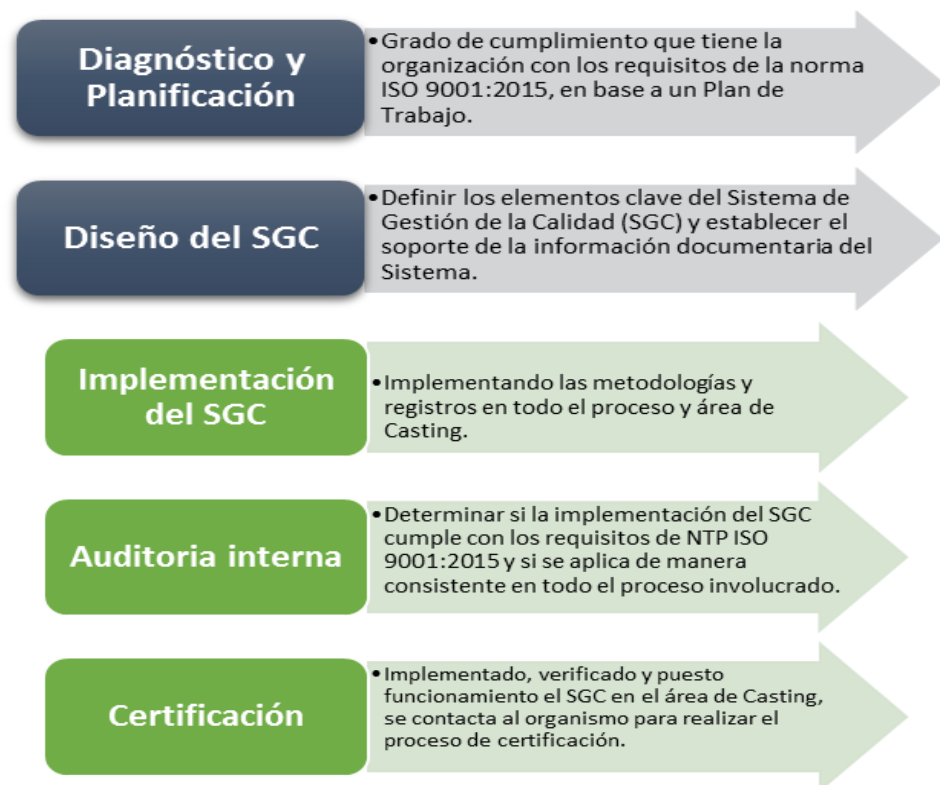 Diagnóstico y
Planificación
•Grado de cumplimiento que tiene la
organización con los requisitos de la norma
ISO 9001:2015, en base a un Plan de
Trabajo.
Diseño del SGC
•Definir los elementos clave del Sistema de
Gestión de la Calidad (SGC) y establecer el
soporte de la información documentaria del
Sistema.
Implementación
del SGC
•Implementando las metodologías y
registros en todo el proceso y área de
Casting.
Auditoria interna
•Determinar si la implementación del SGC
cumple con los requisitos de NTP ISO
9001:2015 y si se aplica de manera
consistente en todo el proceso involucrado.
Certificación
•Implementado, verificado y puesto
funcionamiento el SGC en el área de Casting,
se contacta al organismo para realizar el
proceso de certificación.